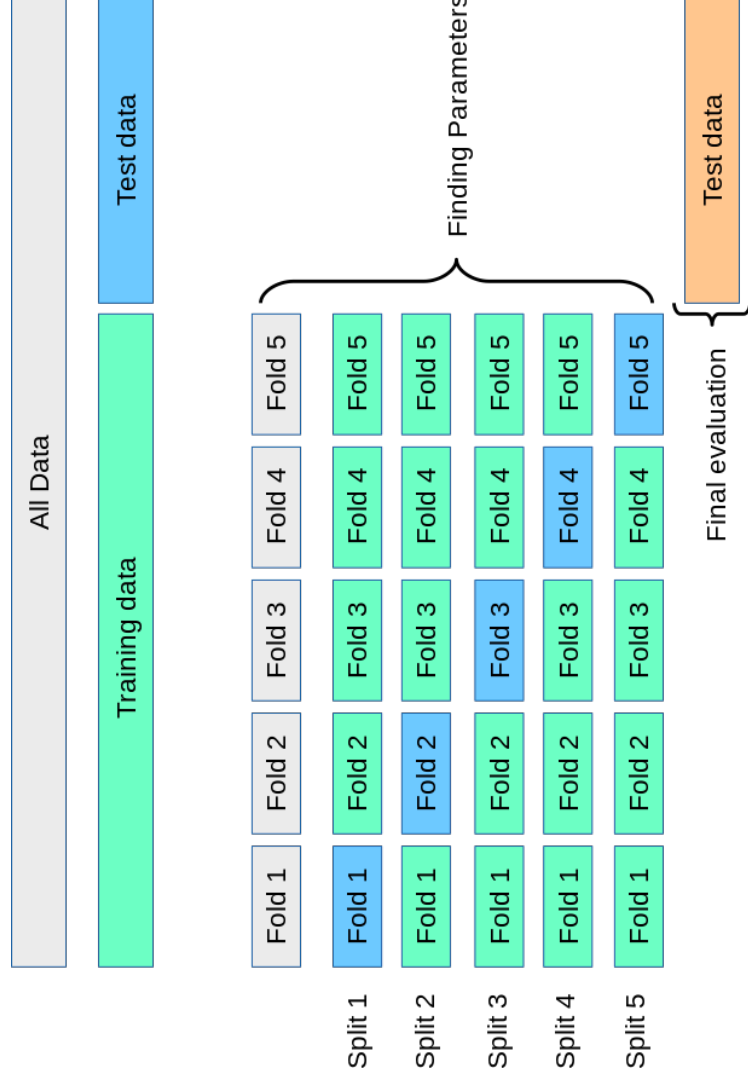 All Data
Training data Test data
Fold 1 Fold 2 Fold 3 Fold 4 Fold 5
Split 1 Fold 1 Fold 2 Fold 3 Fold 4 Fold 5
Split 2 Fold 1 Fold 2 Fold 3 Fold 4 Fold 5
Finding Parameters
Split 3 Fold 1 Fold 2 Fold 3 Fold 4 Fold 5
Split 4 Fold 1 Fold 2 Fold 3 Fold 4 Fold 5
Split 5 Fold 1 Fold 2 Fold 3 Fold 4 Fold 5
Final evaluation Test data